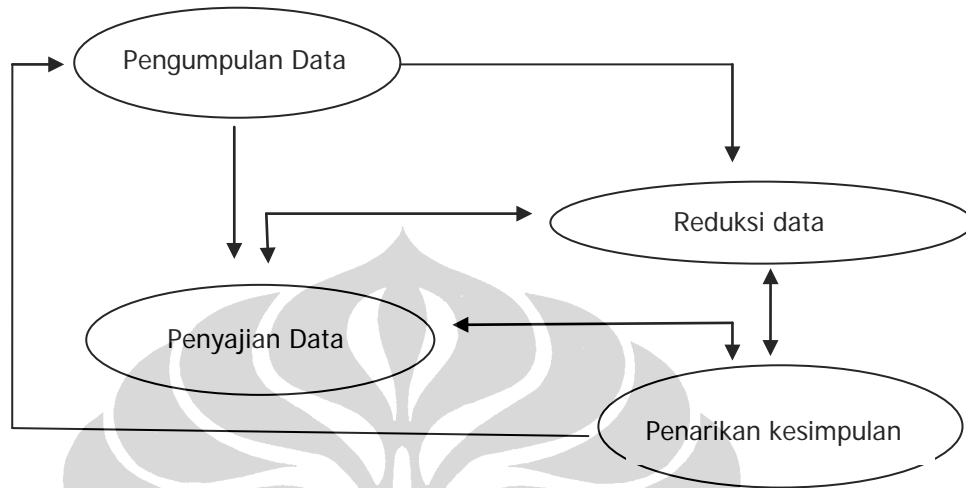 Pengumpulan Data
Reduksi data
Penyajian Data
Penarikan kesimpulan